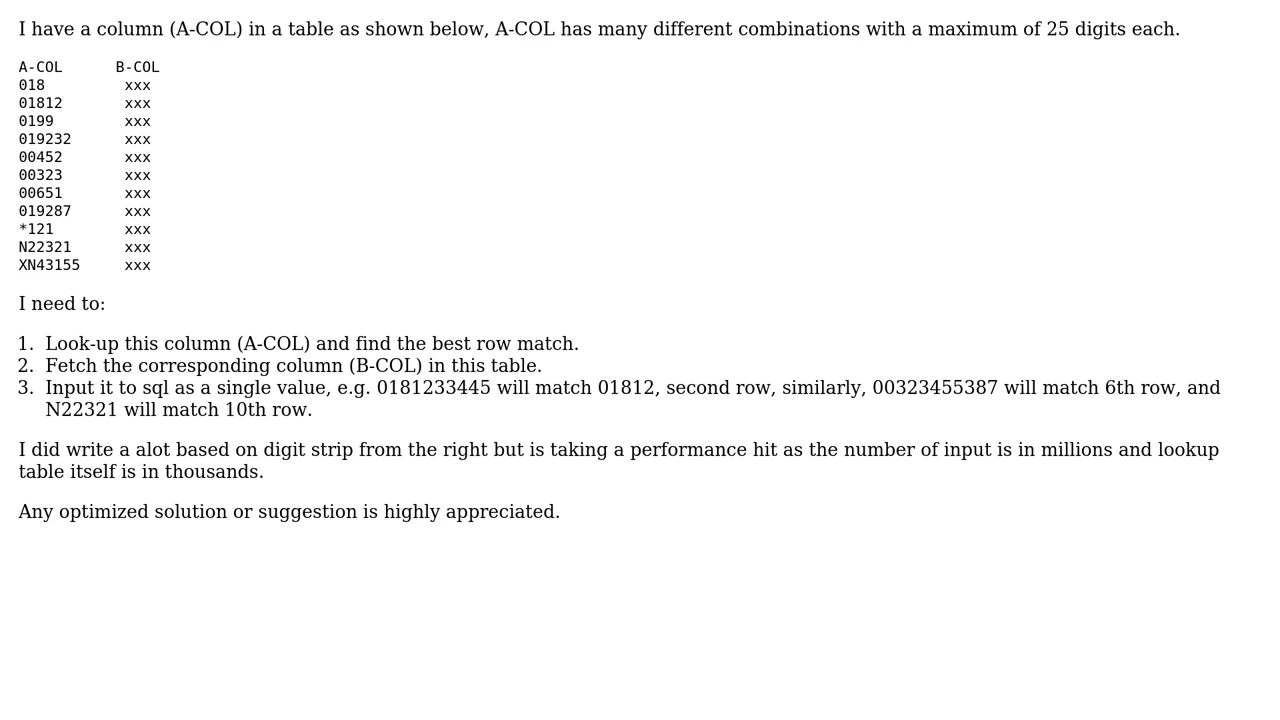 I have a column (A-COL) in a table as shown below, A-COL has many different combinations with a maximum of 25 digits each.
A-COL B-COL
018 xxx
01812 xxx
0199 xxx
019232 xxx
00452 xxx
00323 xxx
00651 xxx
019287 xxx
*121 xxx
N22321 xxx
XN43155 xxx
I need to:
1. Look-up this column (A-COL) and find the best row match.
2. Fetch the corresponding column (B-COL) in this table.
3. Input it to sql as a single value, e.g. 0181233445 will match 01812, second row, similarly, 00323455387 will match 6th row, and
N22321 will match 10th row.
I did write a alot based on digit strip from the right but is taking a performance hit as the number of input is in millions and lookup
table itself is in thousands.
Any optimized solution or suggestion is highly appreciated.